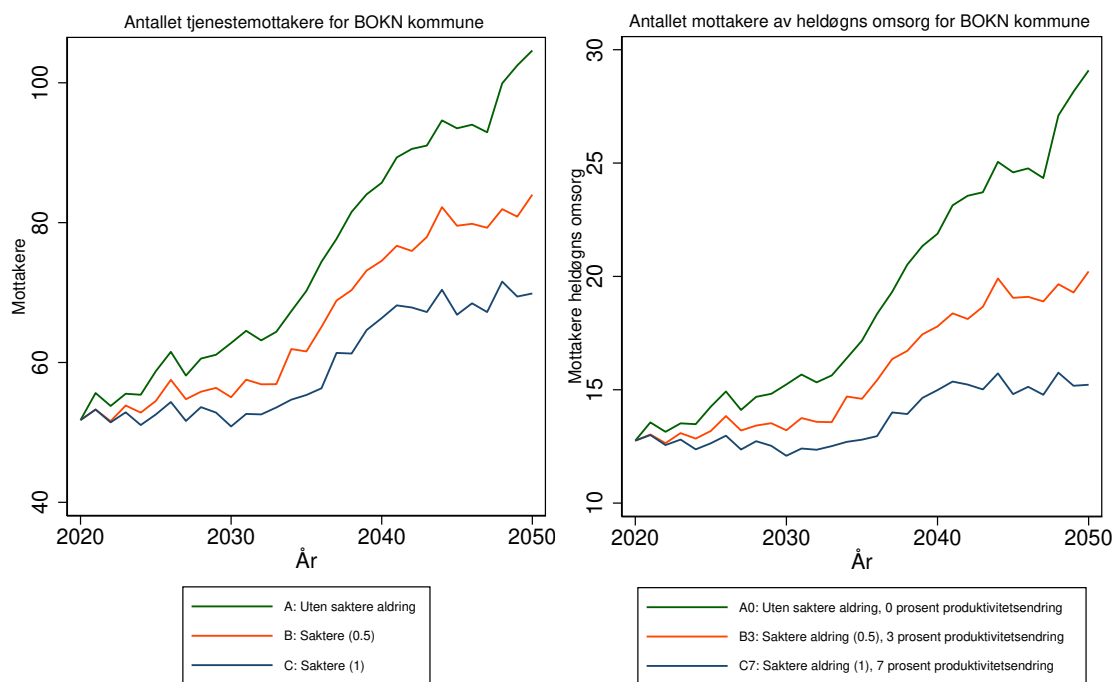 Antallet tjenestemottakere for BOKN kommune
Mottakere
100
80
60
40
2020
2030
2040
2050
År
A: Uten saktere aldring
B: Saktere (0.5)
C: Saktere (1)
Antallet mottakere av heldøgns omsorg for BOKN kommune
Mottakere heldøgns omsorg
30
25
20
15
10
2020
2030
2040
2050
År
A0: Uten saktere aldring, 0 prosent produktivitetsendring
B3: Saktere aldring (0.5), 3 prosent produktivitetsendring
C7: Saktere aldring (1), 7 prosent produktivitetsendring